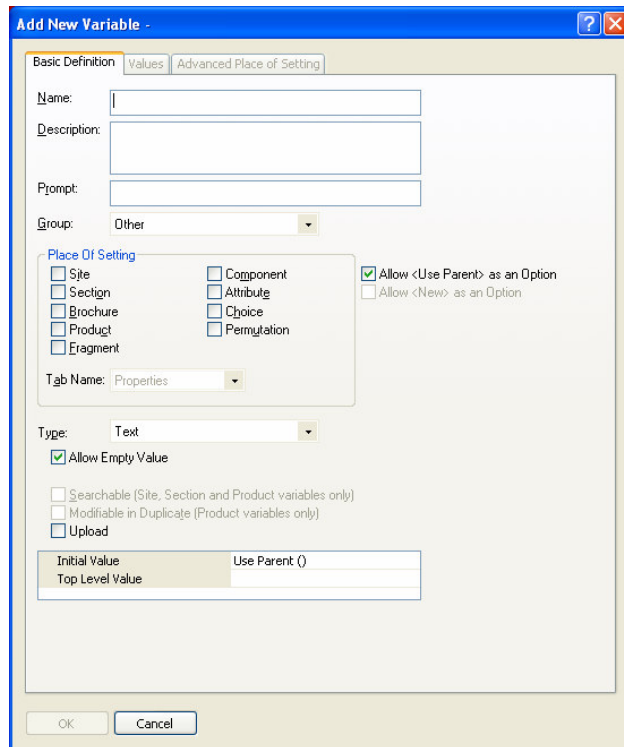 Add New Variable -
Basic Definition Values Advanced Place of Setting
Name:
Description:
Prompt:
Group: Other
Place Of Setting
Site Component Allow <Use Parent> as an Option
Section Attribute Allow <New> as an Option
Brochure Choice
Product Permutation
Fragment
Tab Name: Properties
Type: Text
Allow Empty Value
Searchable (Site, Section and Product variables only)
Modifiable in Duplicate (Product variables only)
Upload
Initial Value Use Parent ()
Top Level Value
OK Cancel